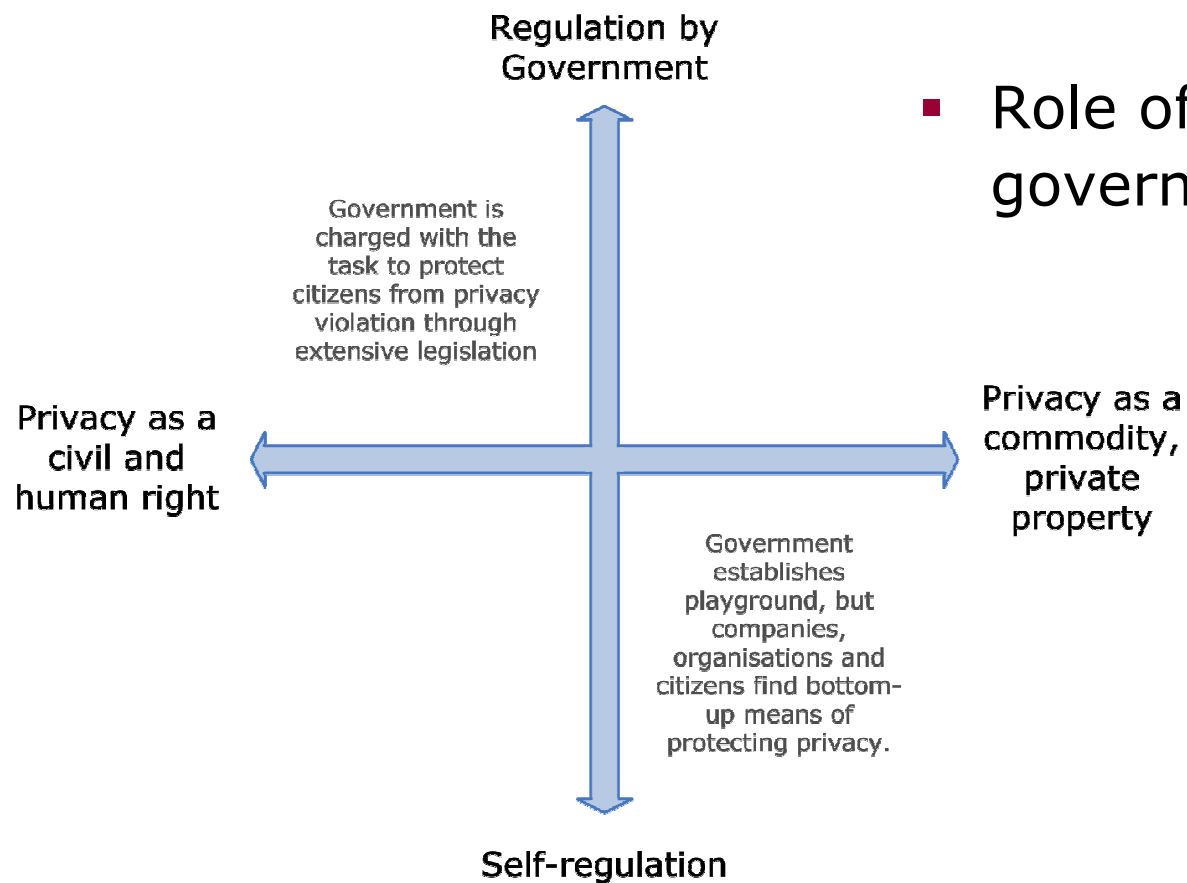 Regulation by
Government
▪ Role of
govern
Government is
charged with the
task to protect
citizens from privacy
violation through
extensive legislation
Privacy as a
civil and
human right
Privacy as a
commodity,
private
property
Government
establishes
playground, but
companies,
organisations and
citizens find bottom-
up means of
protecting privacy.
Self-regulation